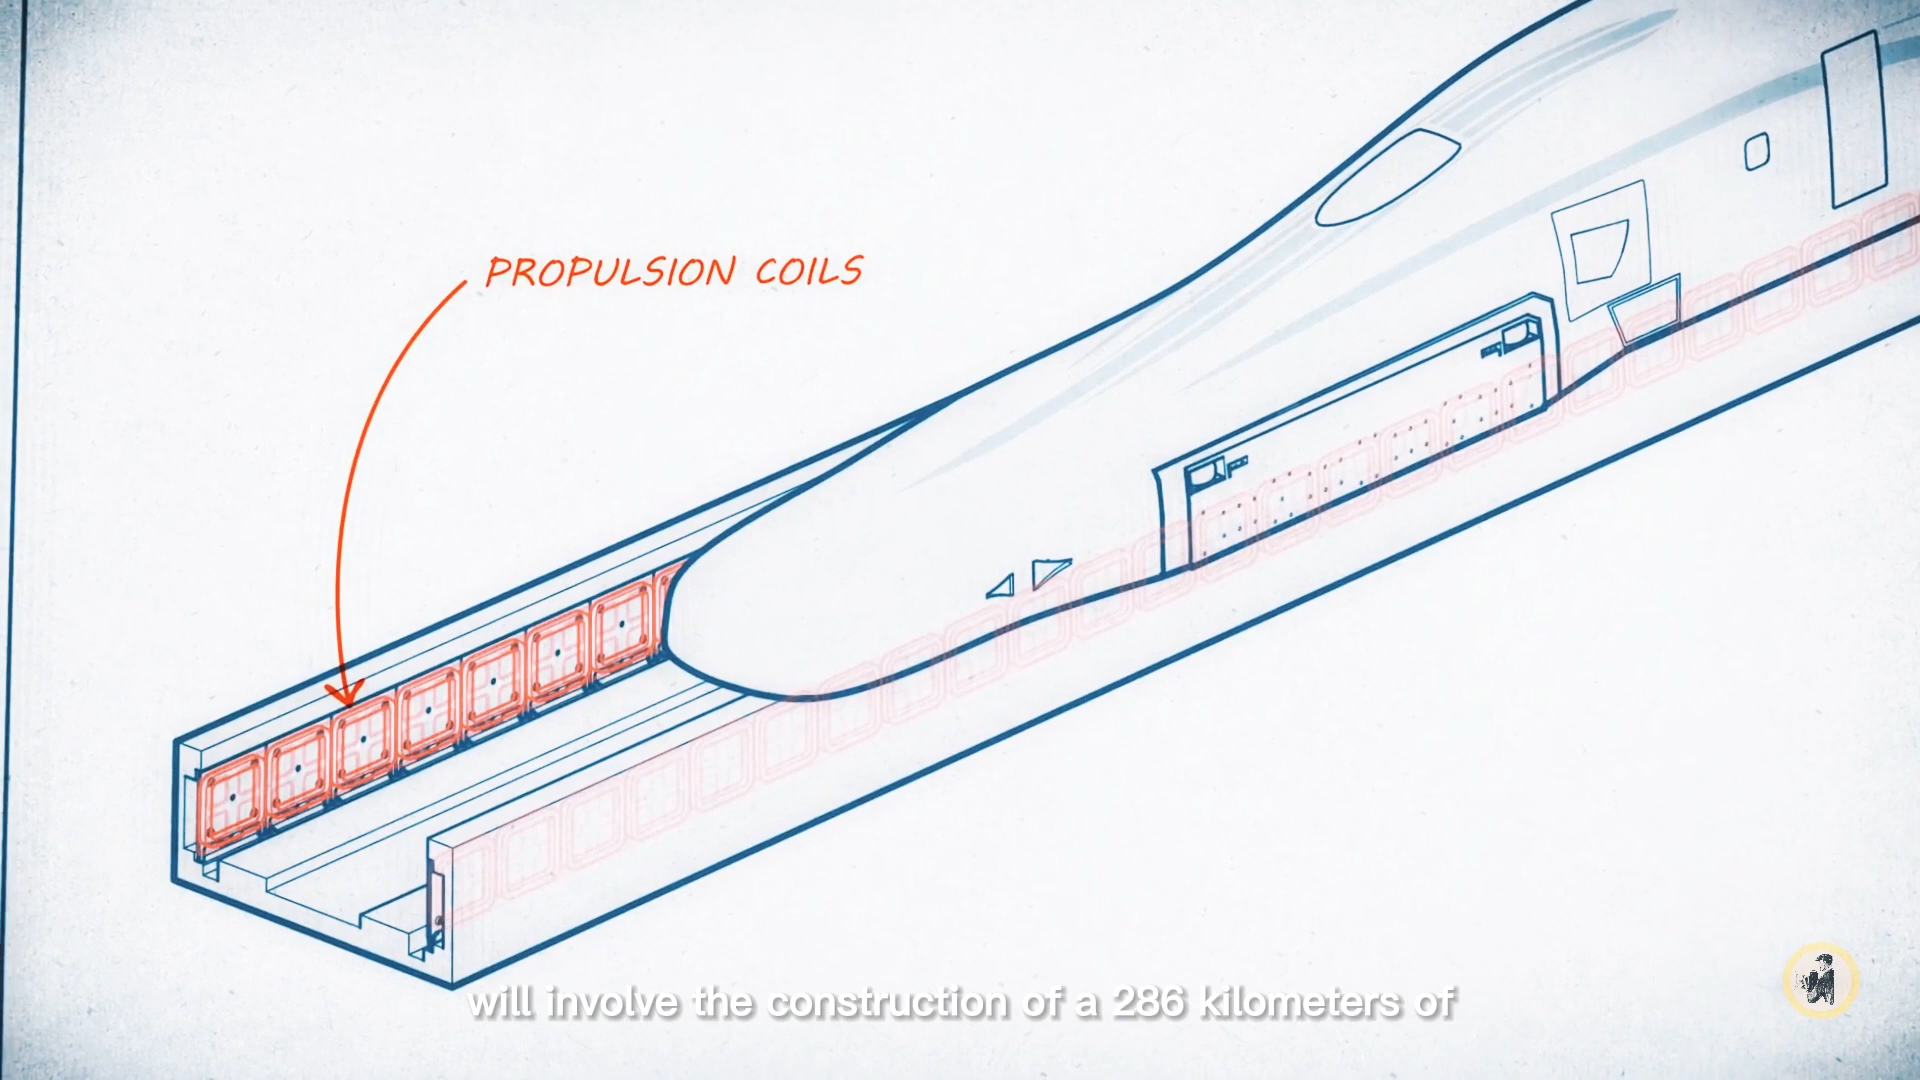 PROPULSION COILS
will involve the construction of a 286 kilometers of